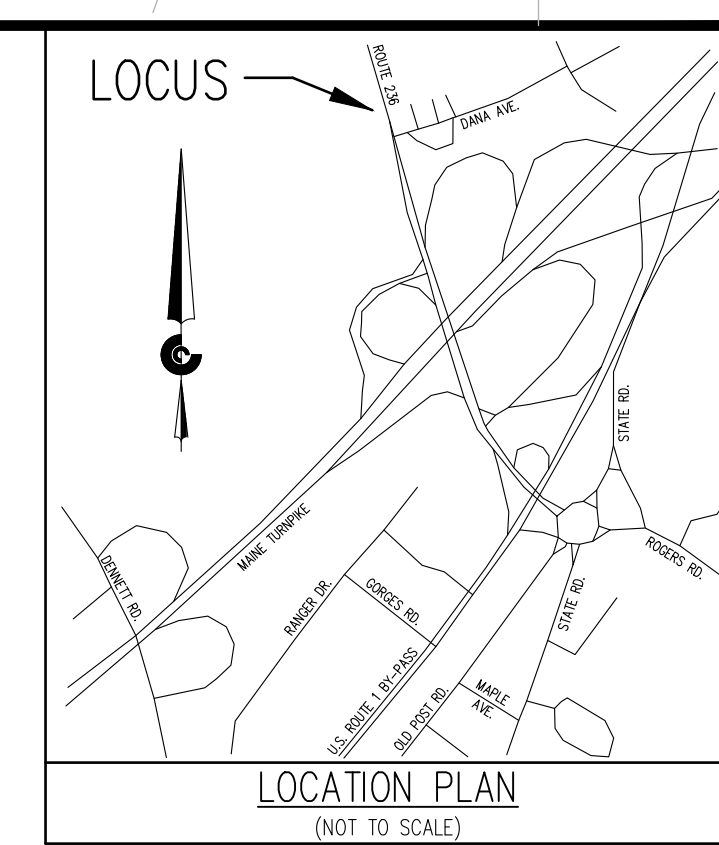 LOCUS
ROUTE 236
DANA AVE.
STATE RD.
MAINE TURNPIKE
DENNETT RD.
RANGER DR.
GORGES RD.
ROGERS RD.
STATE RD.
U.S. ROUTE 1 BY-PASS
OLD POST RD.
MAPLE
AVE.
LOCATION PLAN
(NOT TO SCALE)